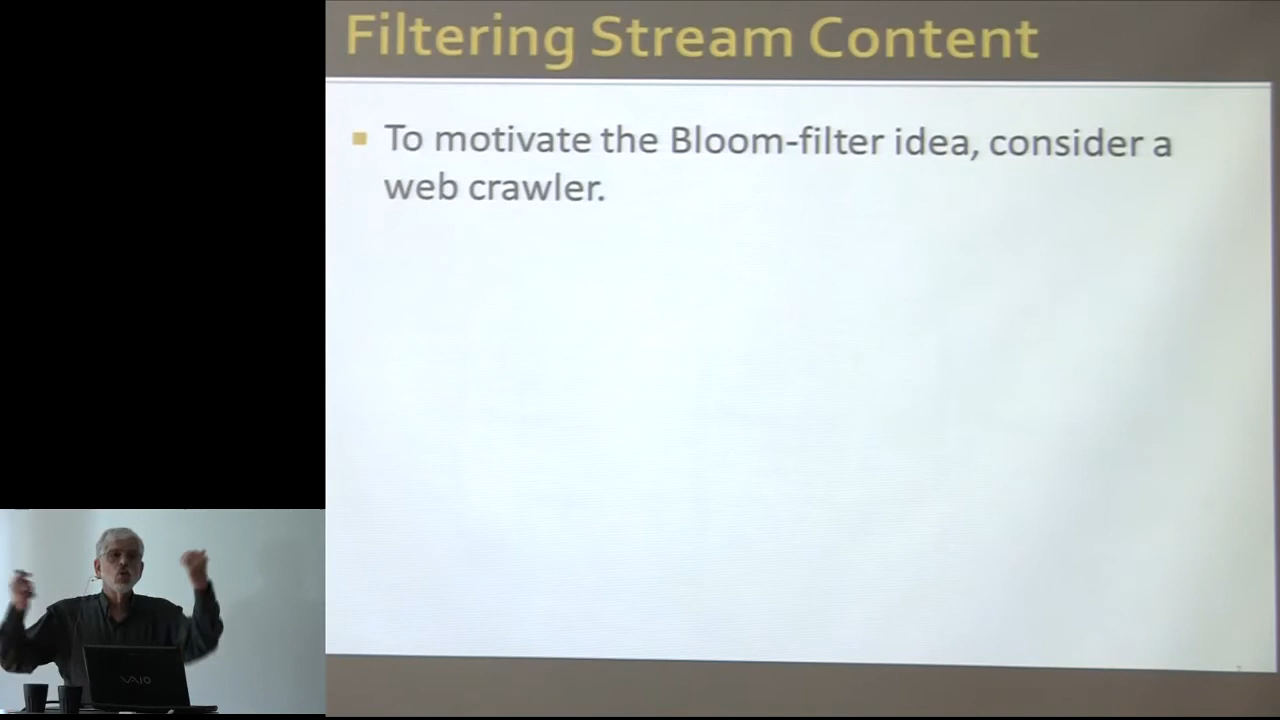 Filtering Stream Content
To motivate the Bloom-filter idea, consider a
web crawler.
VAIO